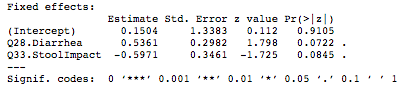 Fixed effects:
Estimate Std. Error z value Pr(>|z|)
(Intercept) 0.1504 1.3383 0.112 0.9105
Q28.Diarrhea 0.5361 0.2982 1.798 0.0722 .
Q33.StoolImpact -0.5971 0.3461 -1.725 0.0845 .
---
Signif. codes: 0 ‘***’ 0.001 ‘**’ 0.01 ‘*’ 0.05 ‘.’ 0.1 ‘ ’ 1